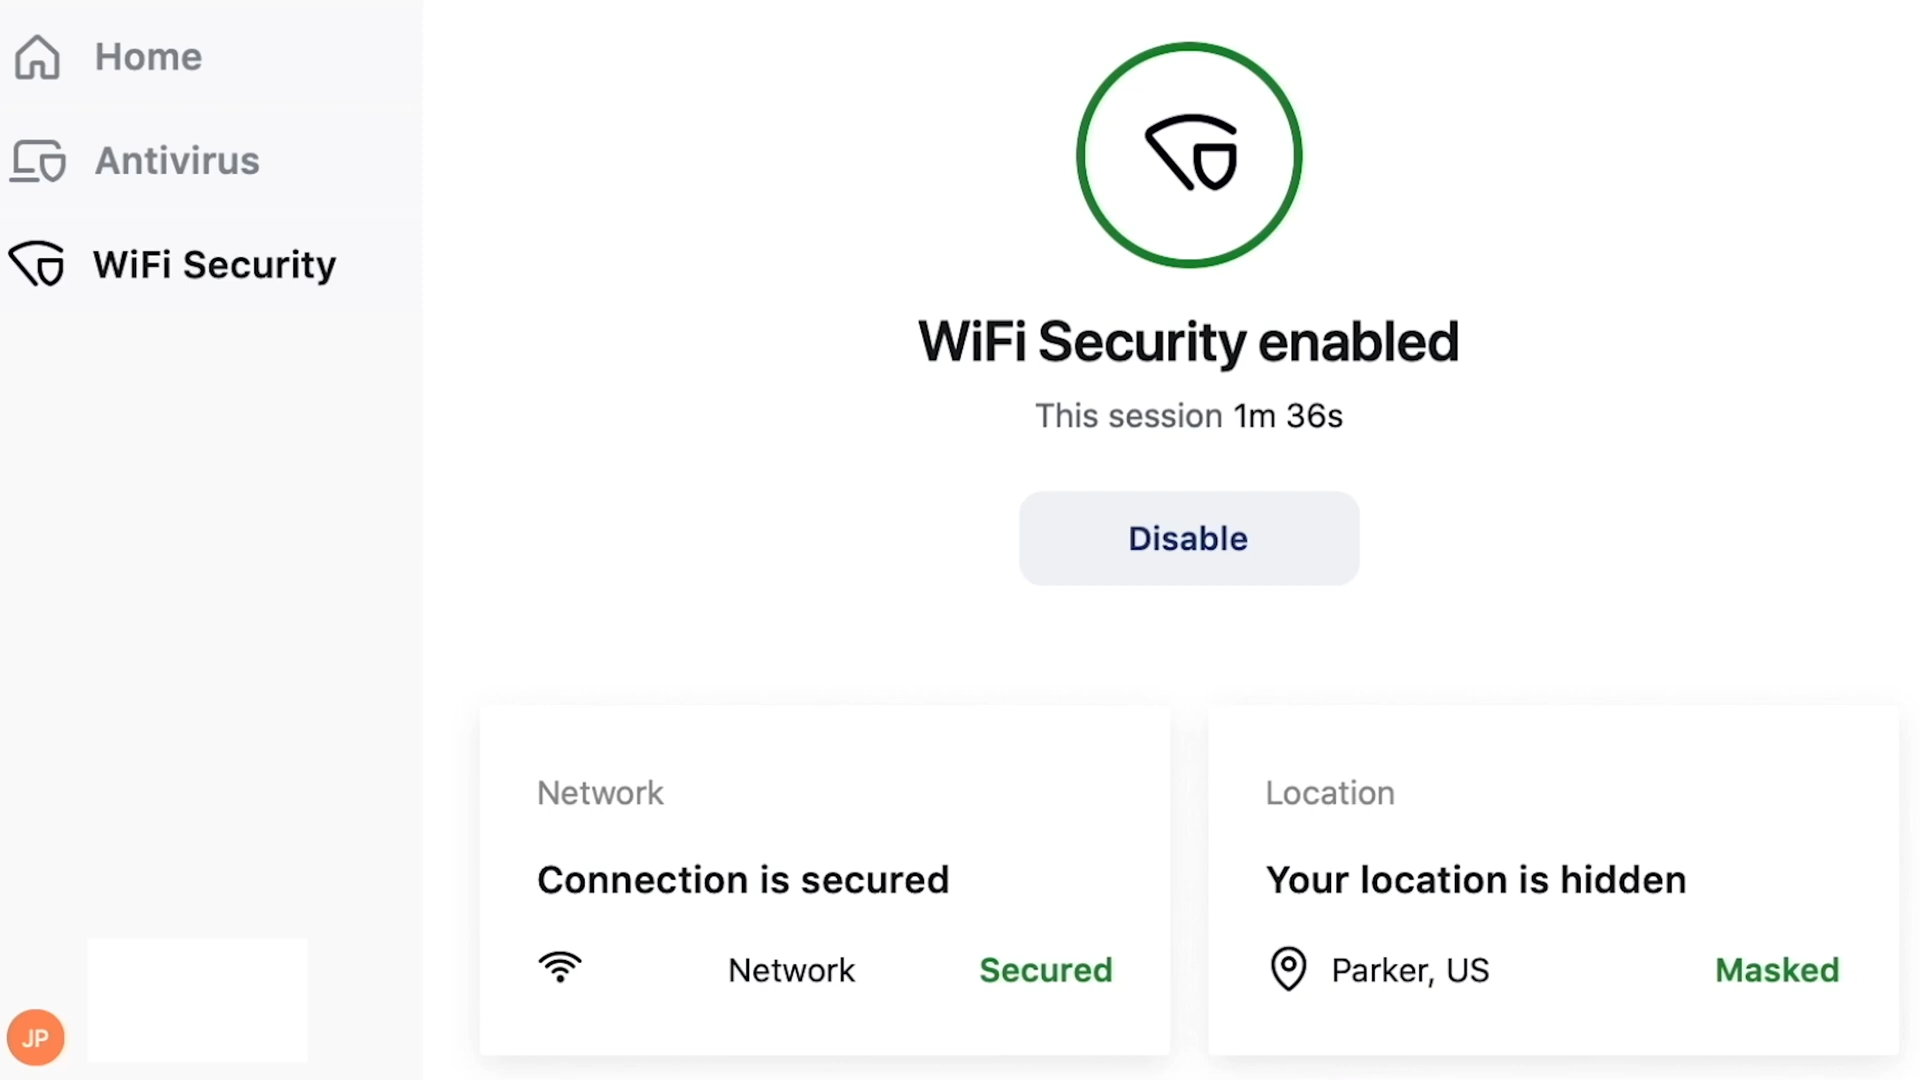 Home
Antivirus
WiFi Security
JP
WiFi Security enabled
This session 1m 36s
Disable
Network
Connection is secured
Network Secured
Location
Your location is hidden
Parker, US Masked